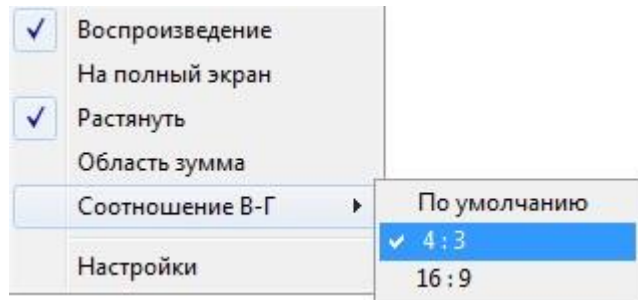 Воспроизведение
На полный экран
Растянуть
Область зумма
Соотношение В-Г
По умолчанию
4:3
16:9
Настройки